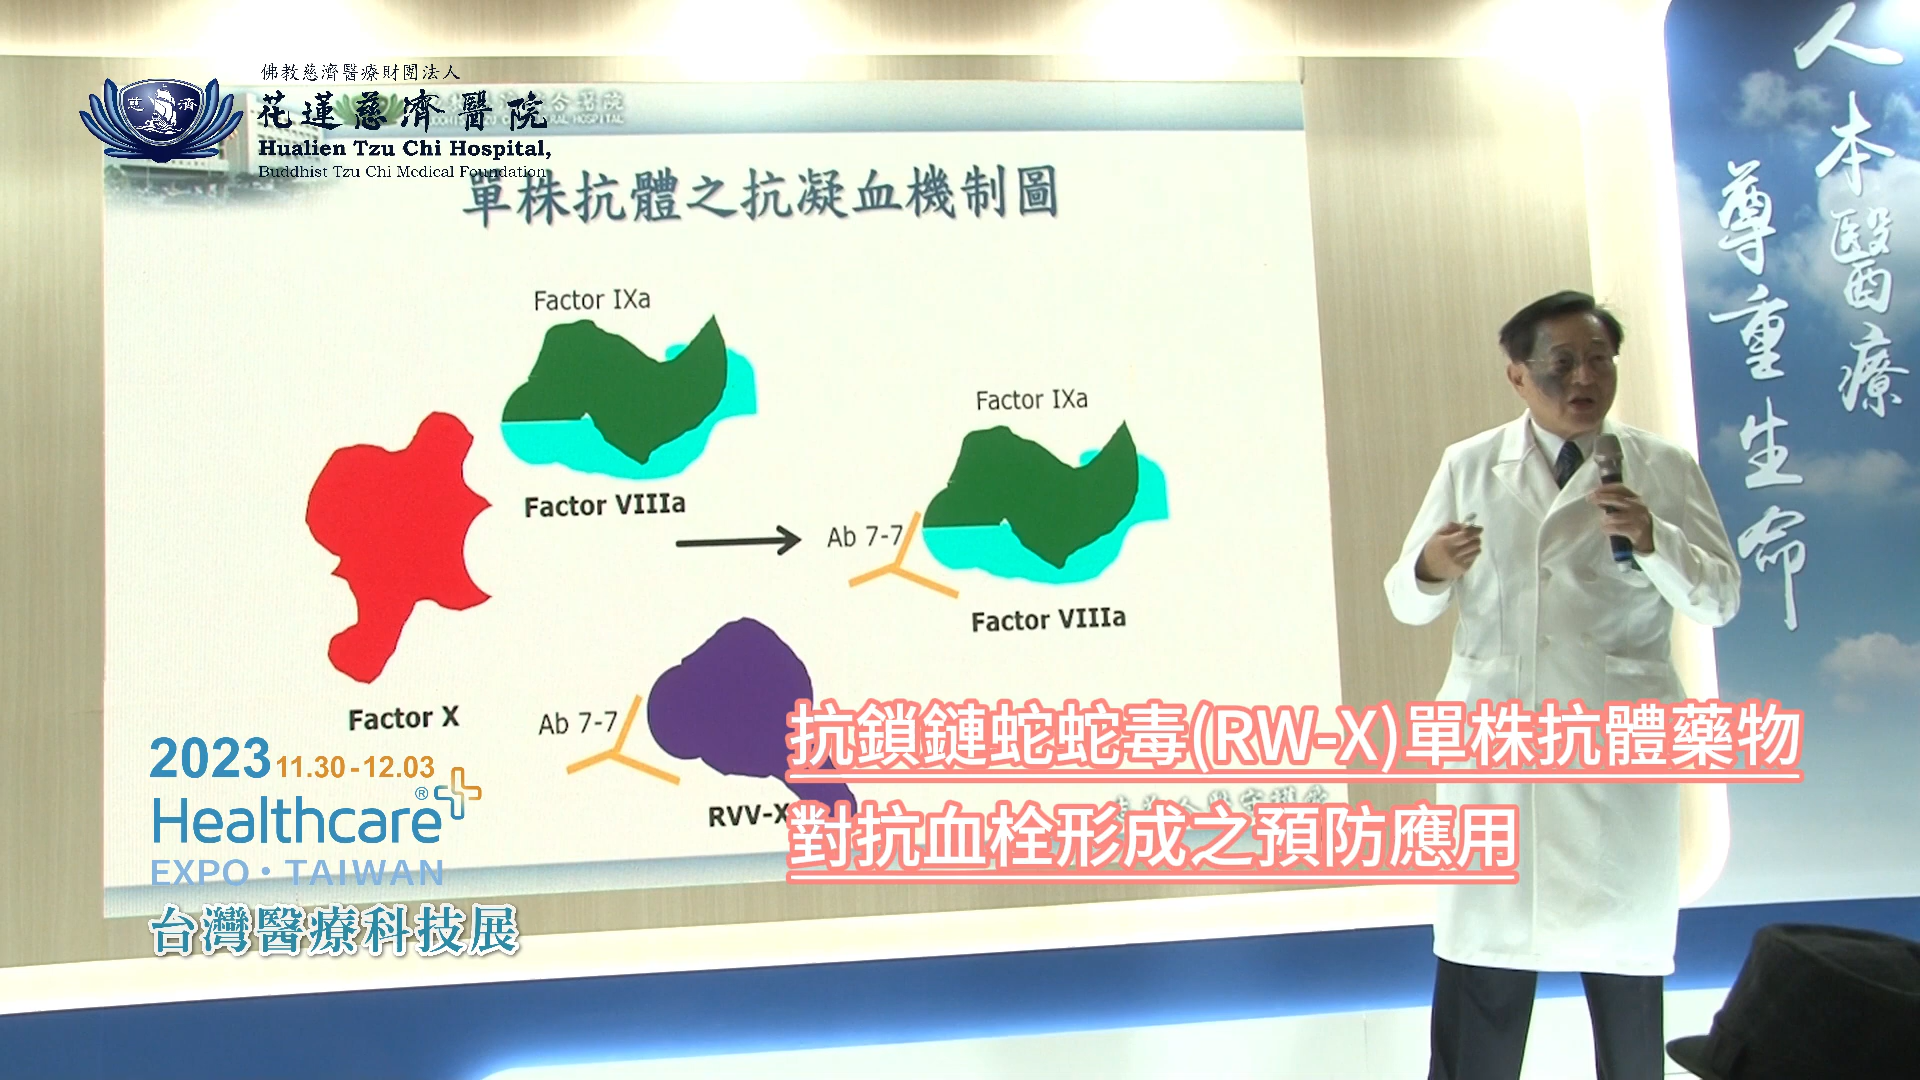 佛教慈濟醫療財團法人
花蓮慈濟醫院
Hualien Tzu Chi Hospital,
Buddhist Tzu Chi Medical Foundation
單株抗體之抗凝血機制圖
Factor IXa
Factor VIIIa
Factor X
Factor IXa
Ab 7-7
Factor VIIIa
Ab 7-7
RVV-X
人本醫療
尊重生命
抗鎖鏈蛇蛇毒(RW-X)單株抗體藥物
對抗血栓形成之預防應用
2023 11.30-12.03
Healthcare®
EXPO・TAIWAN
台灣醫療科技展